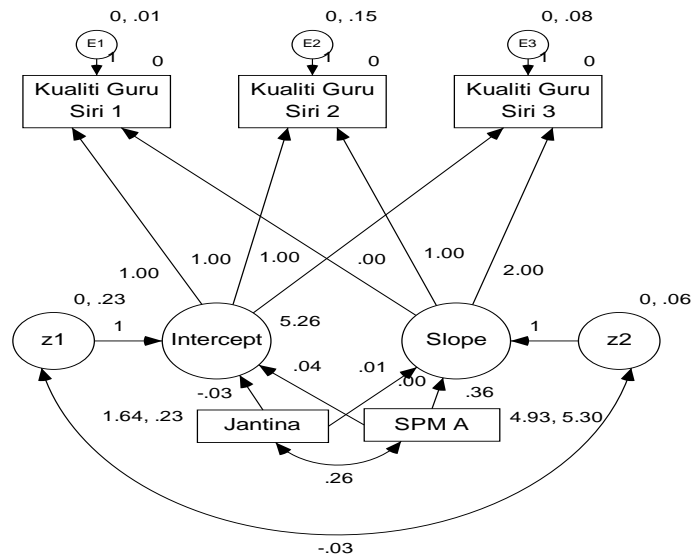 0, .01
0, .15
0, .08
E1
E2
E3
1
0
1
0
1
0
Kualiti Guru
Siri 1
Kualiti Guru
Siri 2
Kualiti Guru
Siri 3
1.00
1.00
1.00
.00
1.00
2.00
0, .23
0, .06
z1
1
Intercept
5.26
Slope
1
z2
.04
.01
.00
-.03
.36
1.64, .23
Jantina
SPM A
4.93, 5.30
.26
-.03